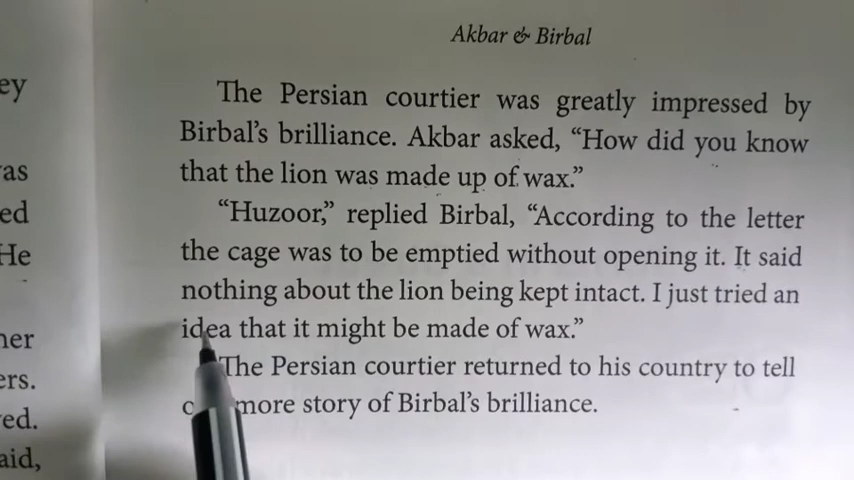 Akbar & Birbal
ey
as
ed
He
ner
ers.
ed.
aid,
The Persian courtier was greatly impressed by
Birbal's brilliance. Akbar asked, “How did you know
that the lion was made up of wax.”
“Huzoor,” replied Birbal, “According to the letter
the cage was to be emptied without opening it. It said
nothing about the lion being kept intact. I just tried an
idea that it might be made of wax.”
The Persian courtier returned to his country to tell
more story of Birbal's brilliance.